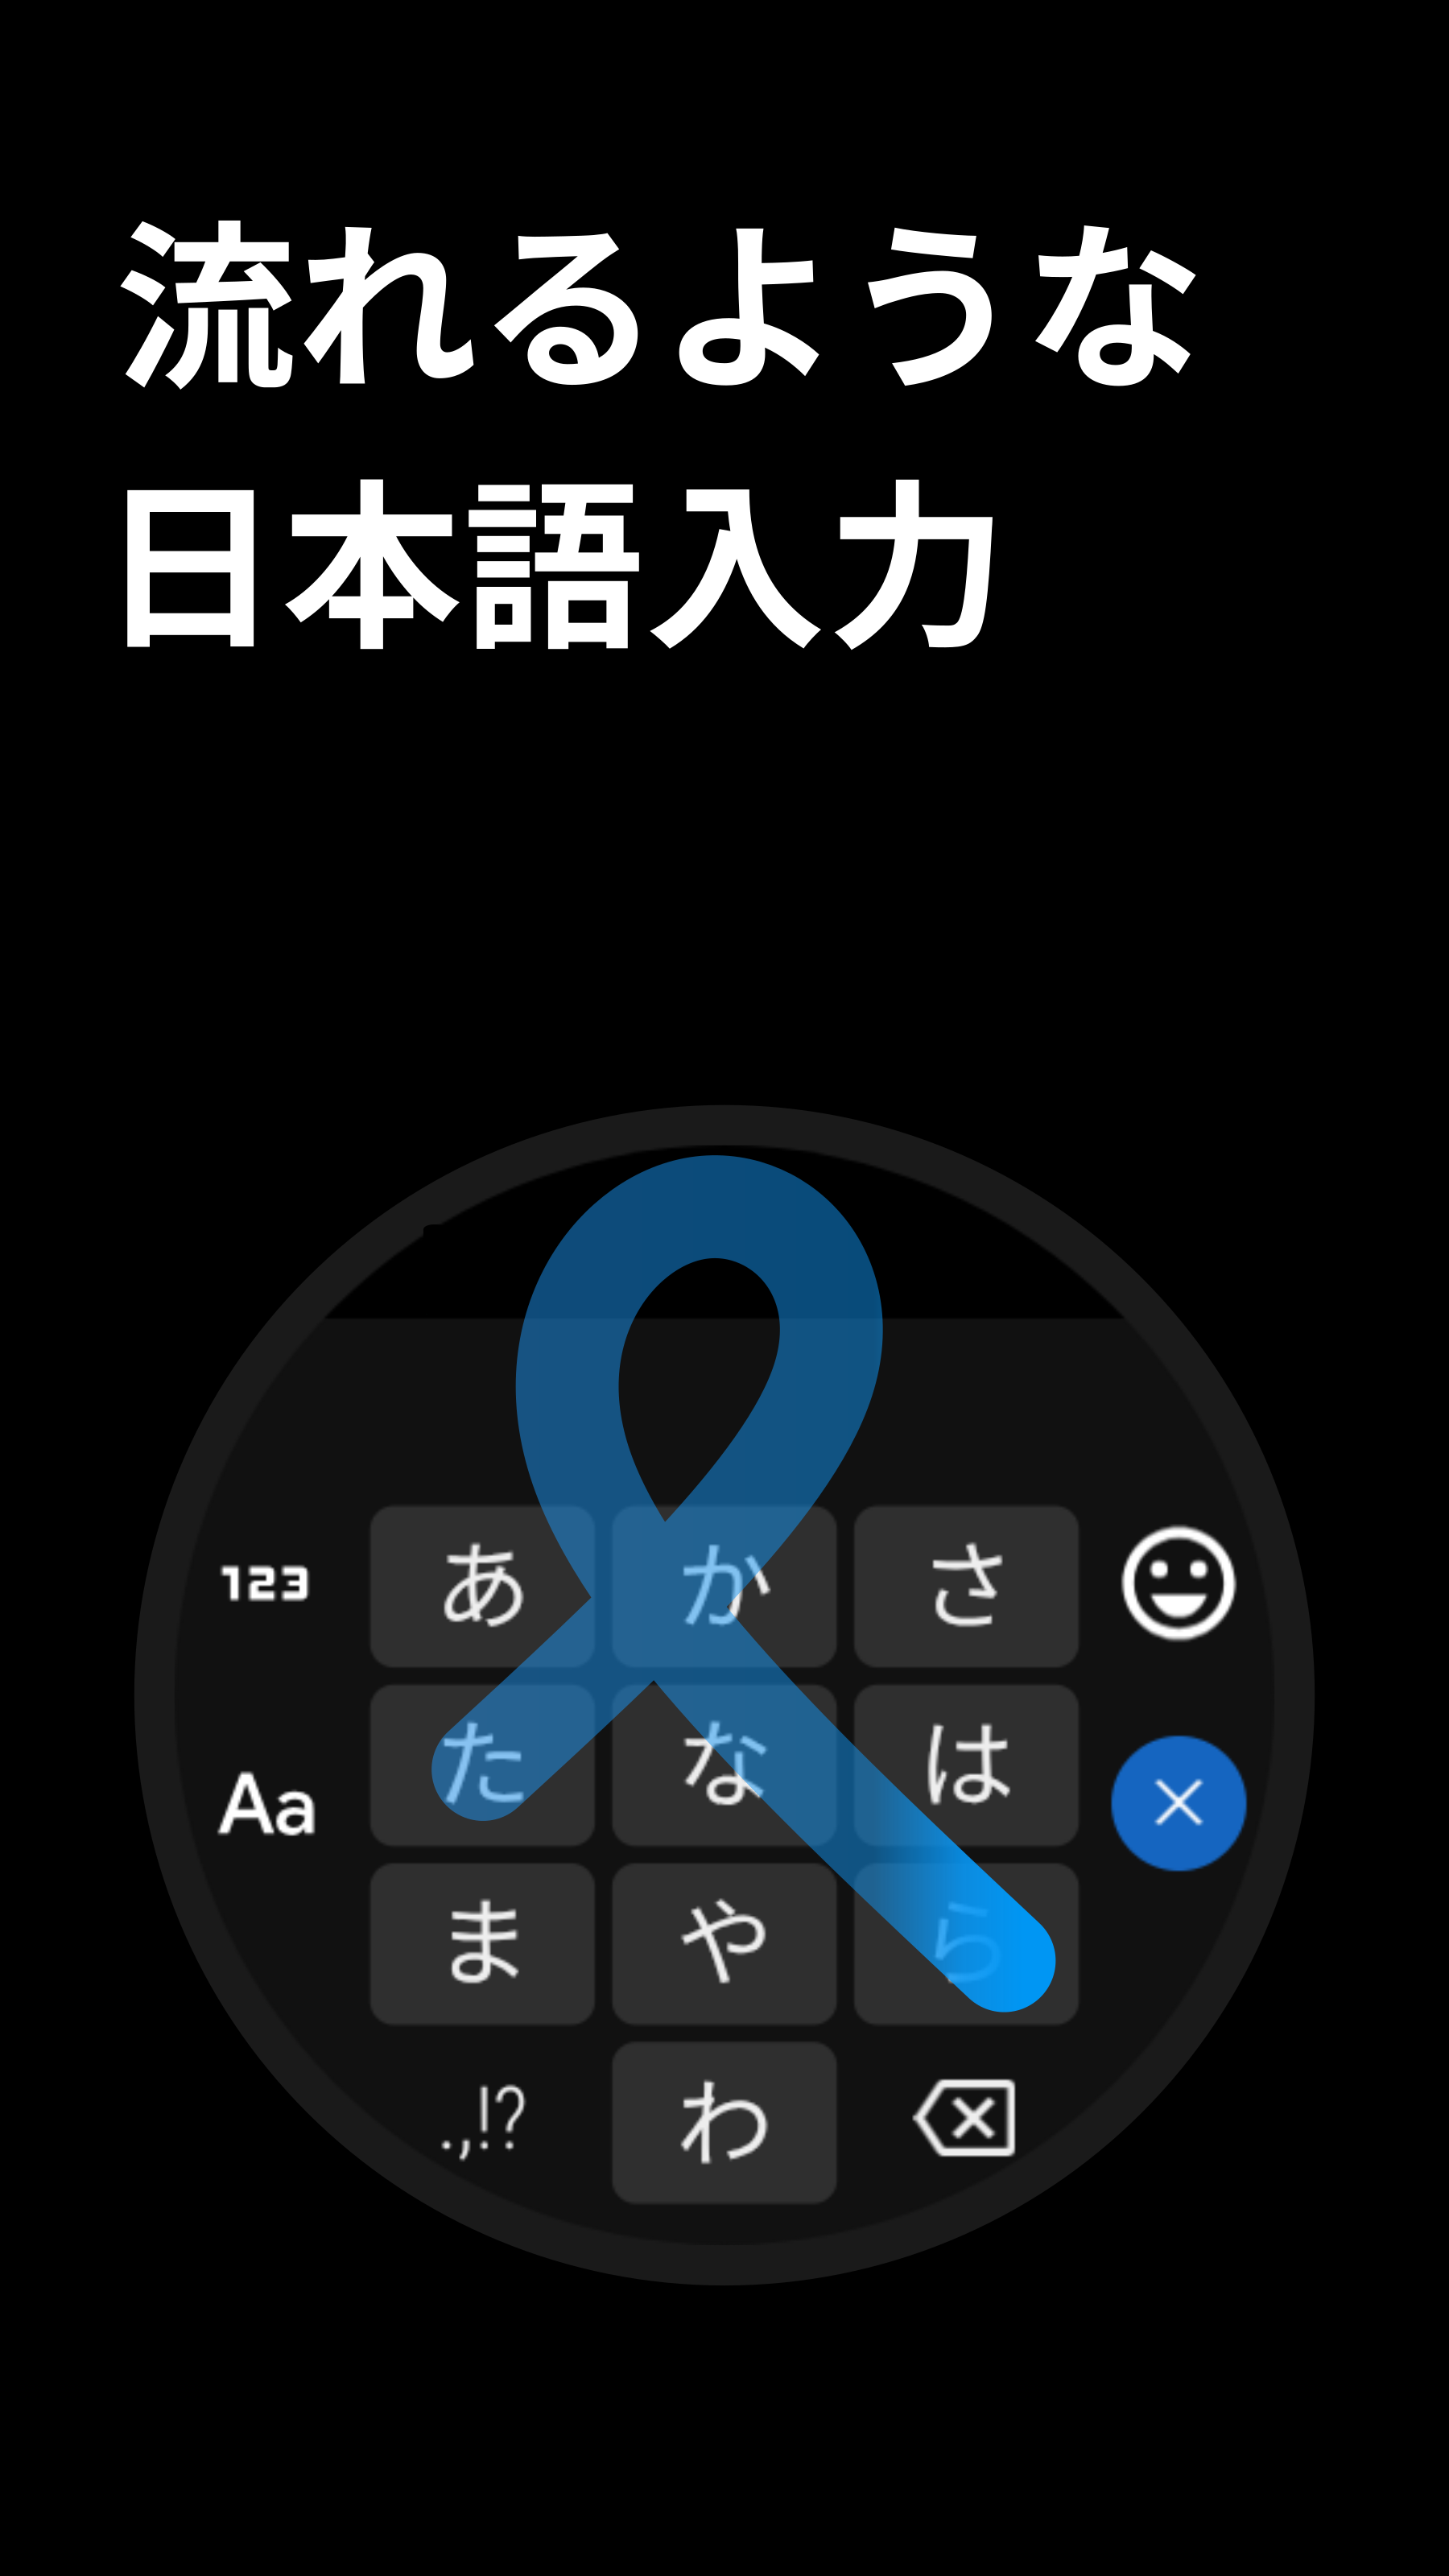 流れるような
日本語入力
123 あ か さ
Aa た な は
ま や ら
.,!? わ